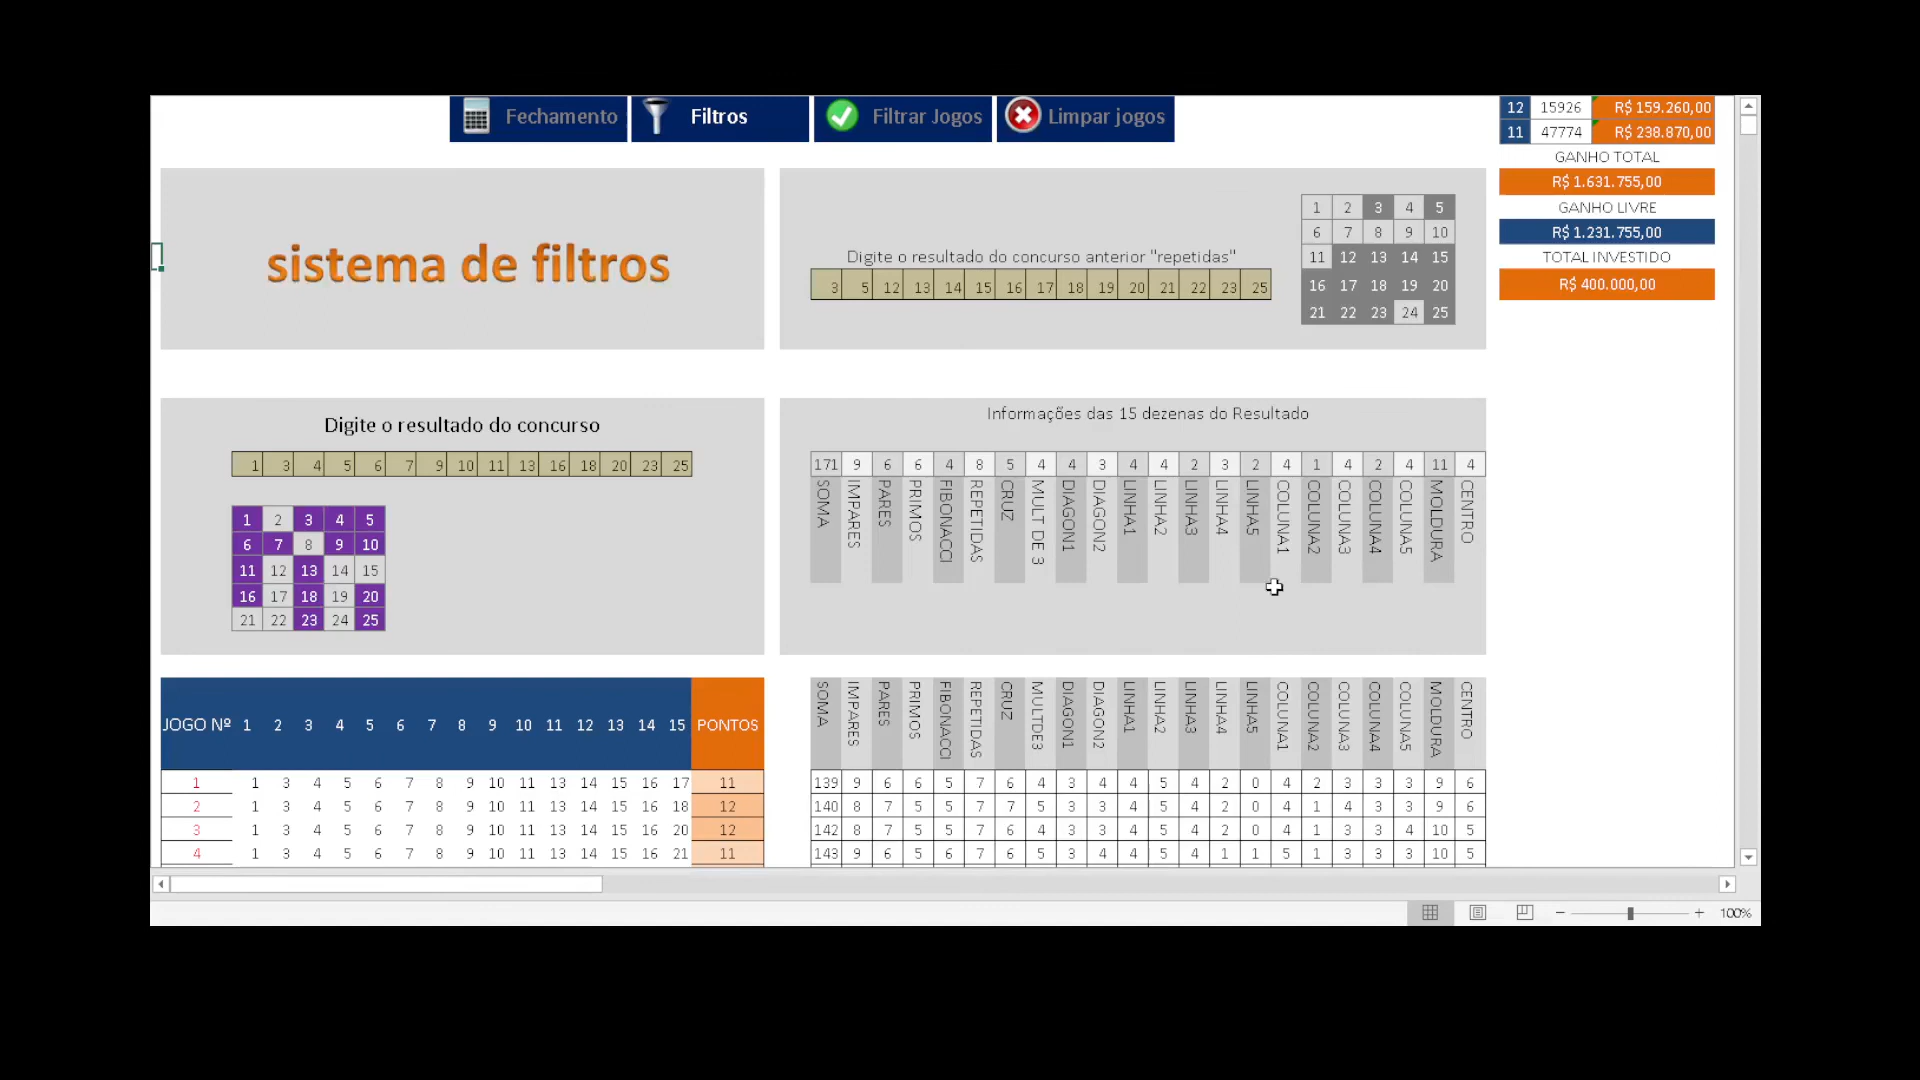 Fechamento Filtros Filtrar Jogos Limpar jogos
12 15926 R$ 159.260,00
11 47774 R$ 238.870,00
GANHO TOTAL
R$ 1.631.755,00
GANHO LIVRE
R$ 1.231.755,00
TOTAL INVESTIDO
R$ 400.000,00
sistema de filtros
Digite o resultado do concurso anterior "repetidas"
3 5 12 13 14 15 16 17 18 19 20 21 22 23 25
1 2 3 4 5
6 7 8 9 10
11 12 13 14 15
16 17 18 19 20
21 22 23 24 25
Digite o resultado do concurso
1 3 4 5 6 7 9 10 11 13 16 18 20 23 25
1 2 3 4 5
6 7 8 9 10
11 12 13 14 15
16 17 18 19 20
21 22 23 24 25
Informações das 15 dezenas do Resultado
171 9 6 6 4 8 5 4 4 3 4 4 2 3 2 4 1 4 2 4 11 4
SOMA IMPARES PARES PRIMOS FIBONACCI REPETIDAS CRUZ MULT DE 3 DIAGON1 DIAGON2 LINHA1 LINHA2 LINHA3 LINHA4 LINHA5 COLUNA1 COLUNA2 COLUNA3 COLUNA4 COLUNA5 MOLDURA CENTRO
JOGO Nº 1 2 3 4 5 6 7 8 9 10 11 12 13 14 15 PONTOS
1 1 3 4 5 6 7 8 9 10 11 13 14 15 16 17 11
2 1 3 4 5 6 7 8 9 10 11 13 14 15 16 18 12
3 1 3 4 5 6 7 8 9 10 11 13 14 15 16 20 12
4 1 3 4 5 6 7 8 9 10 11 13 14 15 16 21 11
SOMA IMPARES PARES PRIMOS FIBONACCI REPETIDAS CRUZ MULTDE3 DIAGON1 DIAGON2 LINHA1 LINHA2 LINHA3 LINHA4 LINHA5 COLUNA1 COLUNA2 COLUNA3 COLUNA4 COLUNA5 MOLDURA CENTRO
139 9 6 6 5 7 6 4 3 4 4 5 4 2 0 4 2 3 3 3 9 6
140 8 7 5 5 7 7 5 3 3 4 5 4 2 0 4 1 4 3 3 9 6
142 8 7 5 5 7 6 4 3 3 4 5 4 2 0 4 1 3 3 4 10 5
143 9 6 5 6 7 6 5 3 4 4 5 4 1 1 5 1 3 3 3 10 5
100%